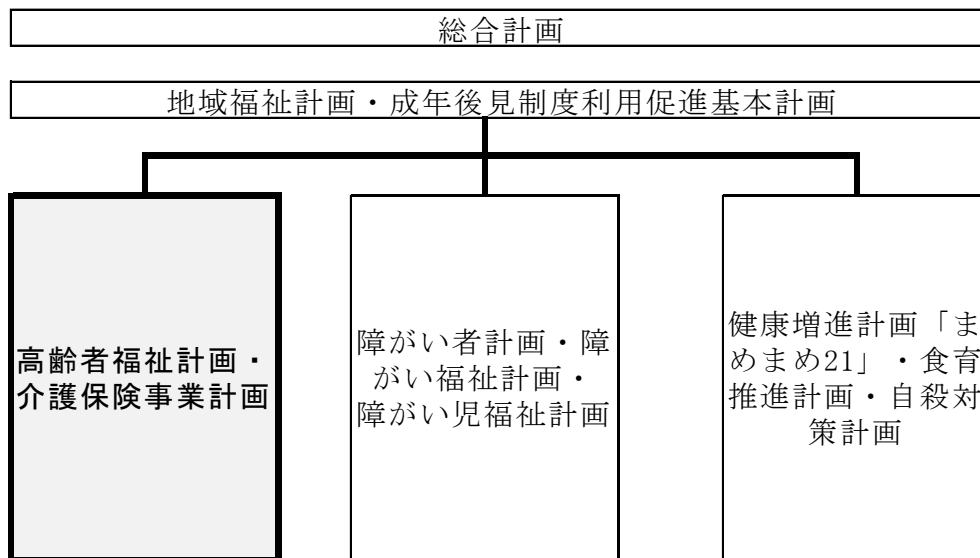 総合計画
地域福祉計画・成年後見制度利用促進基本計画
高齢者福祉計画・
介護保険事業計画
障がい者計画・障
がい福祉計画・
障がい児福祉計画
健康増進計画「ま
めまめ21」・食育
推進計画・自殺対
策計画